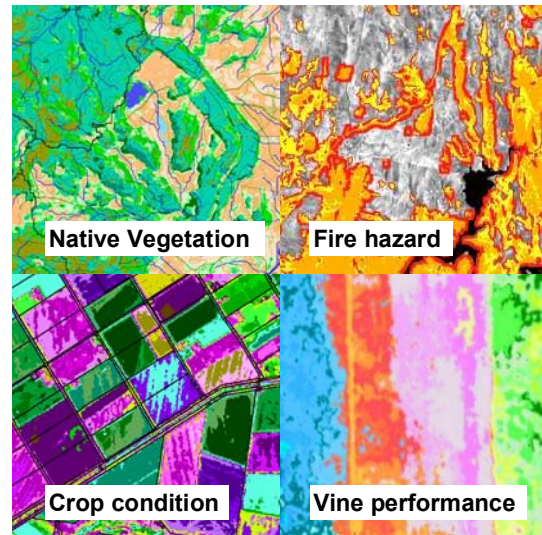 Native Vegetation
Fire hazard
Crop condition
Vine performance